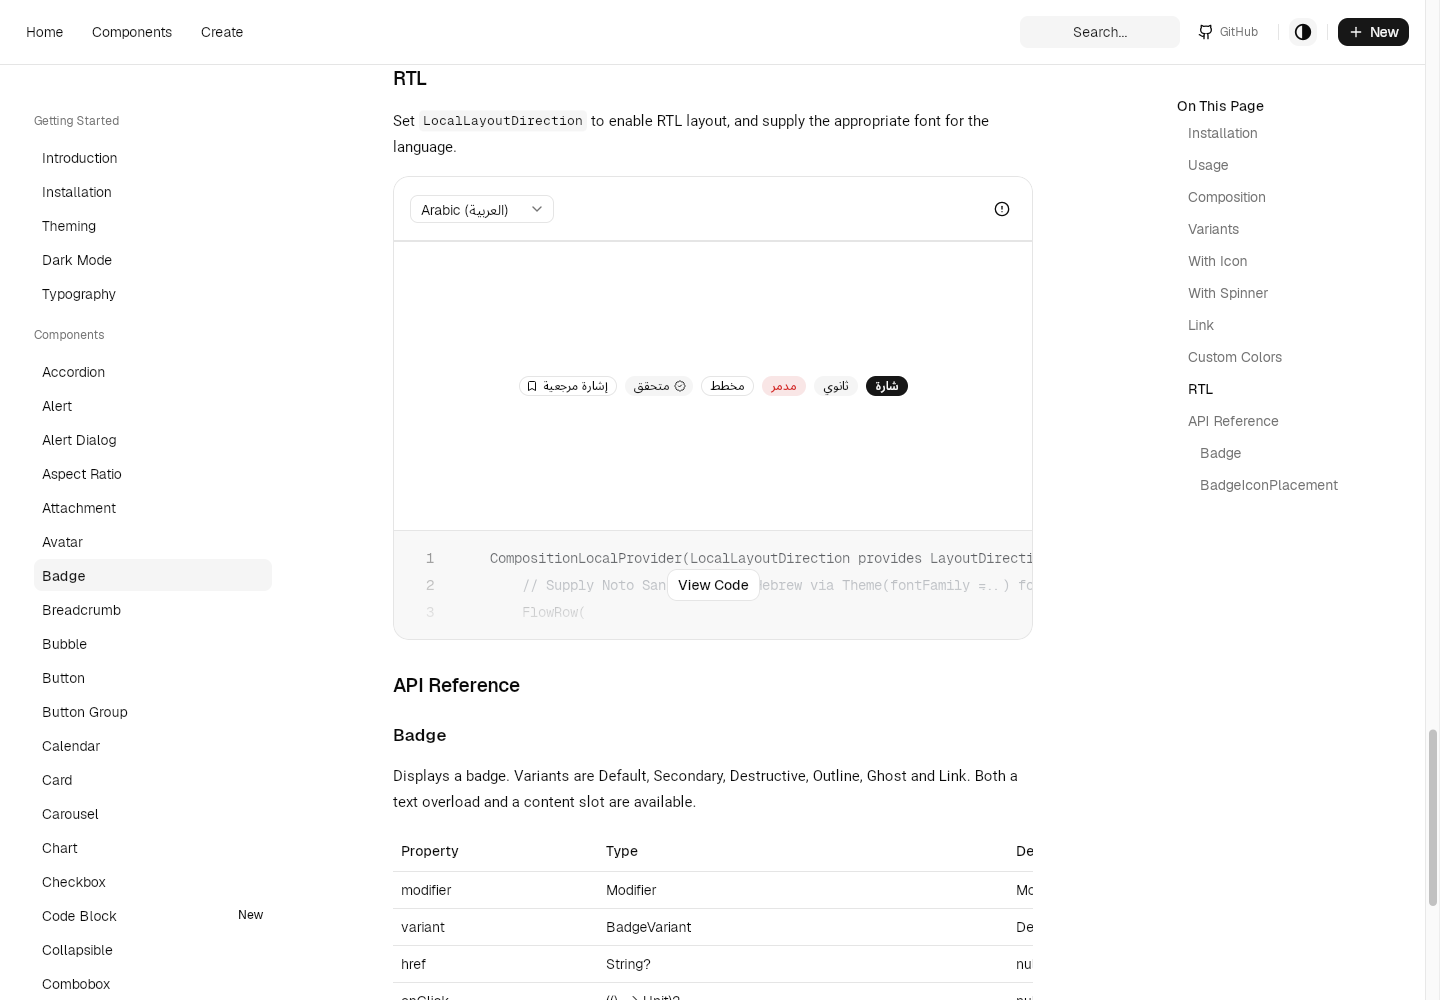 Home Components Create Search... GitHub New
Getting Started
Introduction
Installation
Theming
Dark Mode
Typography
Components
Accordion
Alert
Alert Dialog
Aspect Ratio
Attachment
Avatar
Badge
Breadcrumb
Bubble
Button
Button Group
Calendar
Card
Carousel
Chart
Checkbox
Code Block New
Collapsible
Combobox
RTL
Set LocalLayoutDirection to enable RTL layout, and supply the appropriate font for the
language.
Arabic (العربية)
شارة ثانوي مدمر مخطط متحقق إشارة مرجعية
1 CompositionLocalProvider(LocalLayoutDirection provides LayoutDirecti
2 // Supply Noto San Hebrew via Theme(fontFamily = ..) fo
View Code
3 FlowRow(
API Reference
Badge
Displays a badge. Variants are Default, Secondary, Destructive, Outline, Ghost and Link. Both a
text overload and a content slot are available.
Property Type De
modifier Modifier Mo
variant BadgeVariant De
href String? nul
onClick
On This Page
Installation
Usage
Composition
Variants
With Icon
With Spinner
Link
Custom Colors
RTL
API Reference
Badge
BadgeIconPlacement